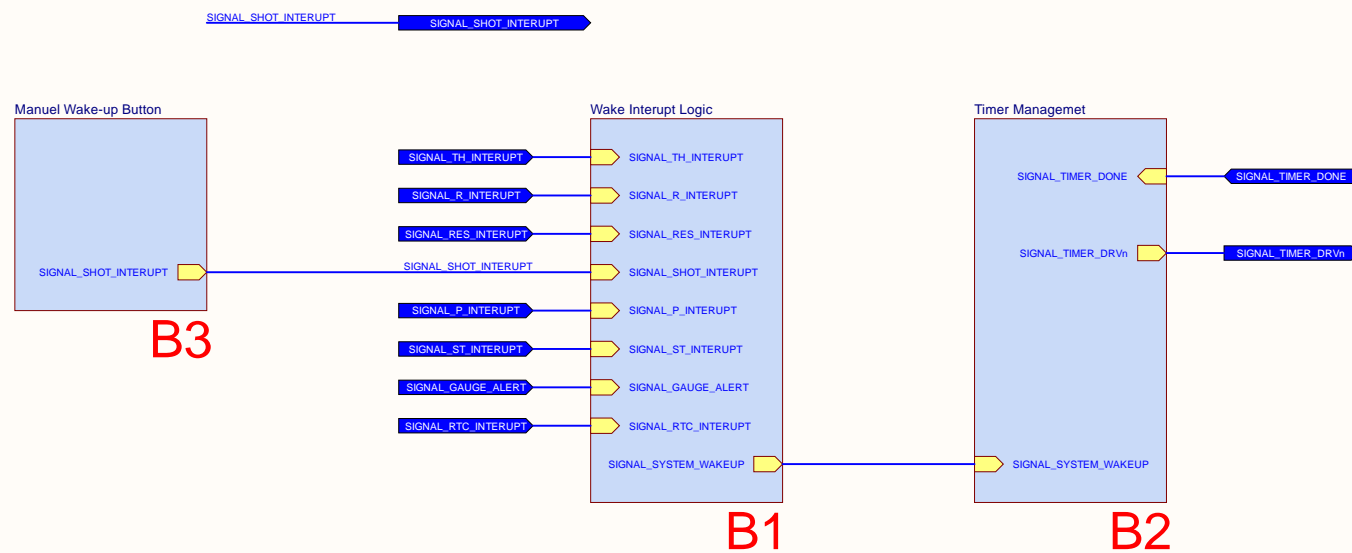 SIGNAL_SHOT_INTERUPT
SIGNAL_SHOT_INTERUPT
Manuel Wake-up Button
SIGNAL_SHOT_INTERUPT
B3
SIGNAL_TH_INTERUPT
SIGNAL_R_INTERUPT
SIGNAL_RES_INTERUPT
SIGNAL_SHOT_INTERUPT
SIGNAL_P_INTERUPT
SIGNAL_ST_INTERUPT
SIGNAL_GAUGE_ALERT
SIGNAL_RTC_INTERUPT
Wake Interupt Logic
SIGNAL_TH_INTERUPT
SIGNAL_R_INTERUPT
SIGNAL_RES_INTERUPT
SIGNAL_SHOT_INTERUPT
SIGNAL_P_INTERUPT
SIGNAL_ST_INTERUPT
SIGNAL_GAUGE_ALERT
SIGNAL_RTC_INTERUPT
SIGNAL_SYSTEM_WAKEUP
B1
Timer Managemet
SIGNAL_TIMER_DONE
SIGNAL_TIMER_DRVn
SIGNAL_SYSTEM_WAKEUP
B2
SIGNAL_TIMER_DONE
SIGNAL_TIMER_DRVn